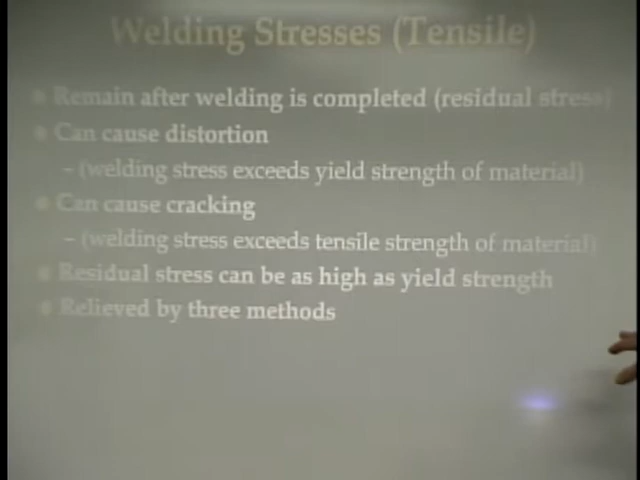 Welding Stresses (Tensile)
Remain after welding is completed (residual stress)
Can cause distortion
– (welding stress exceeds yield strength of material)
Can cause cracking
– (welding stress exceeds tensile strength of material)
Residual stress can be as high as yield strength
Relieved by three methods